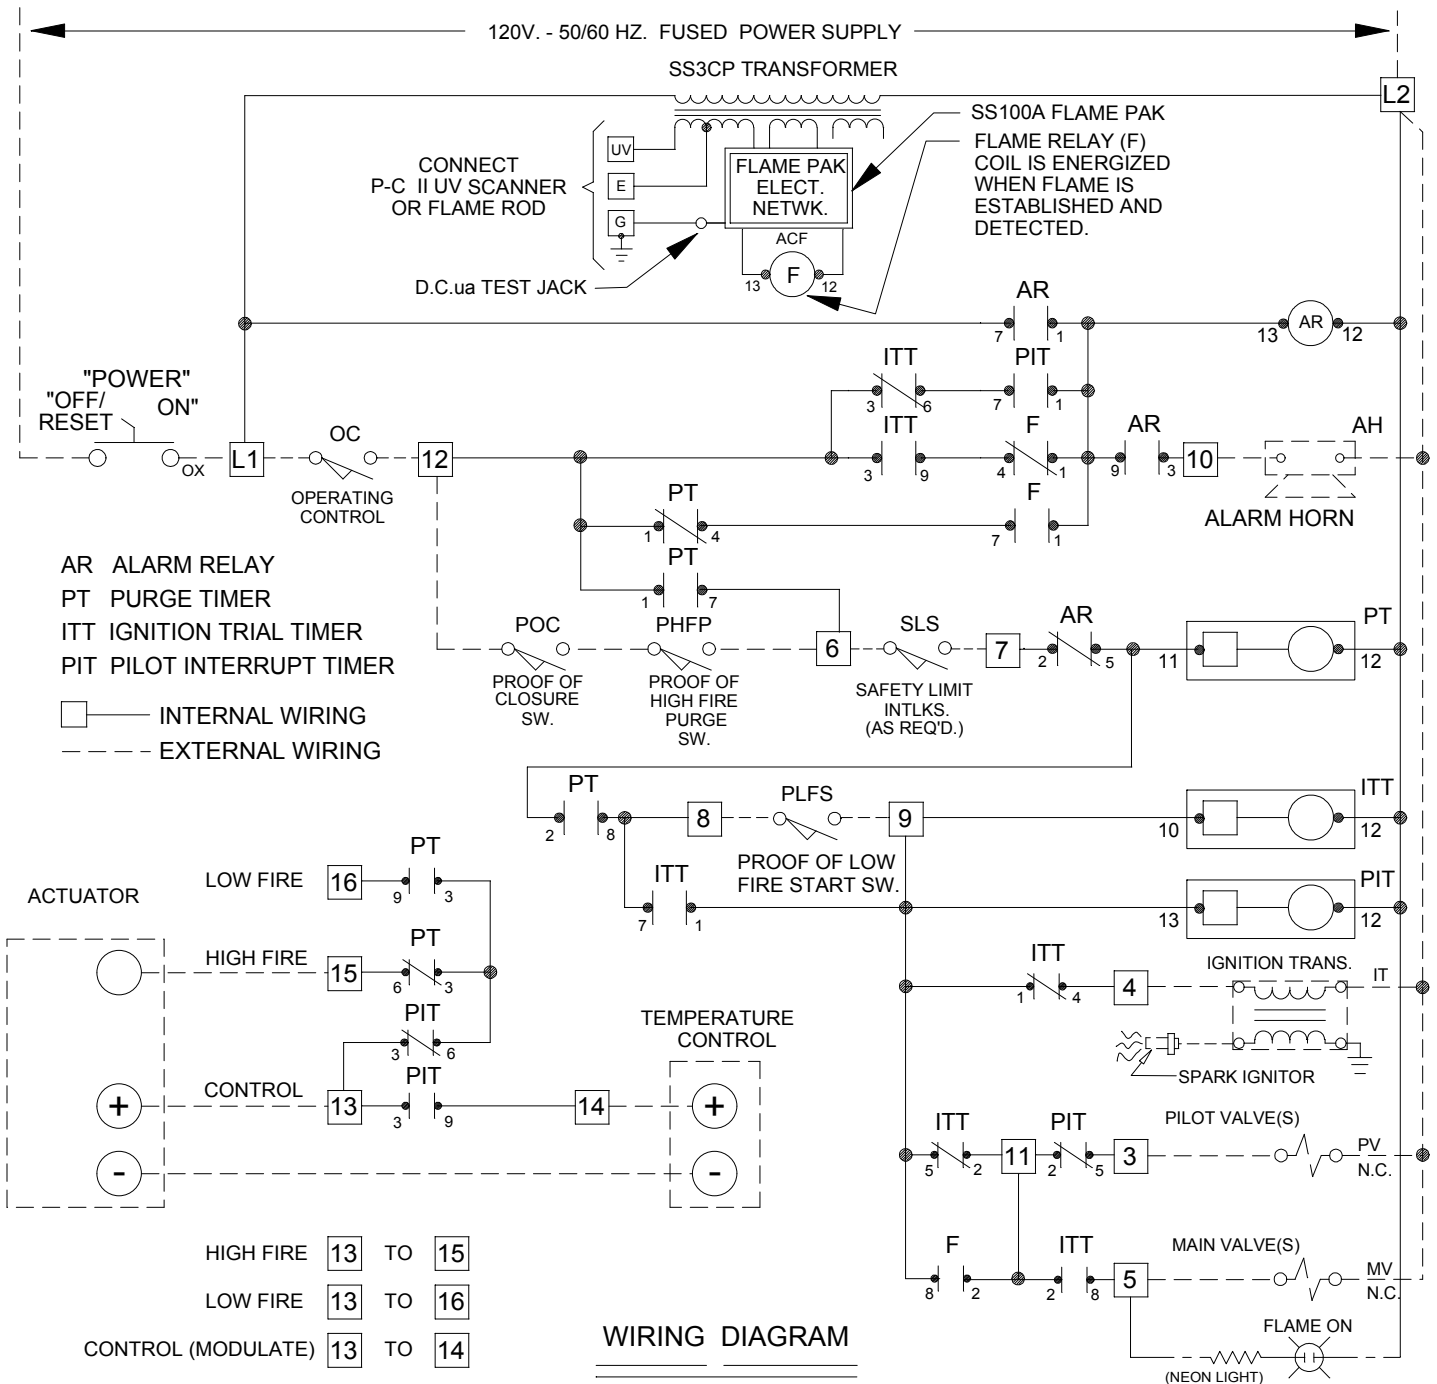 120V. - 50/60 HZ. FUSED POWER SUPPLY
SS3CP TRANSFORMER
L2
SS100A FLAME PAK
FLAME RELAY (F)
COIL IS ENERGIZED
WHEN FLAME IS
ESTABLISHED AND
DETECTED.
CONNECT
P-C II UV SCANNER
OR FLAME ROD
UV
E
G
FLAME PAK
ELECT.
NETWK.
ACF
13 F 12
D.C.ua TEST JACK
AR
7 1
13 AR 12
ITT PIT
3 6 7 1
"POWER"
"OFF/
RESET ON"
OX
L1
OC
OPERATING
CONTROL
12
ITT F AR AH
3 9 4 1 9 3 10
ALARM HORN
PT F
1 4 7 1
PT
1 7
AR ALARM RELAY
PT PURGE TIMER
ITT IGNITION TRIAL TIMER
PIT PILOT INTERRUPT TIMER
INTERNAL WIRING
EXTERNAL WIRING
POC
PROOF OF
CLOSURE
SW.
PHFP
PROOF OF
HIGH FIRE
PURGE
SW.
6
SLS
SAFETY LIMIT
INTLKS.
(AS REQ'D.)
7
AR
2 5
PT
11 12
PT
2 8
8
PLFS
PROOF OF LOW
FIRE START SW.
9
ITT
10 12
ITT
7 1
PIT
13 12
ACTUATOR
LOW FIRE 16
PT
9 3
HIGH FIRE 15
PT
6 3
PIT
3 6
CONTROL 13
PIT
3 9
14
TEMPERATURE
CONTROL
+ +
- -
ITT
1 4
4
IGNITION TRANS.
IT
SPARK IGNITOR
ITT PIT
5 2 11 2 5 3
PILOT VALVE(S)
PV
N.C.
F ITT
8 2 2 8 5
MAIN VALVE(S)
MV
N.C.
FLAME ON
(NEON LIGHT)
HIGH FIRE 13 TO 15
LOW FIRE 13 TO 16
CONTROL (MODULATE) 13 TO 14
WIRING DIAGRAM